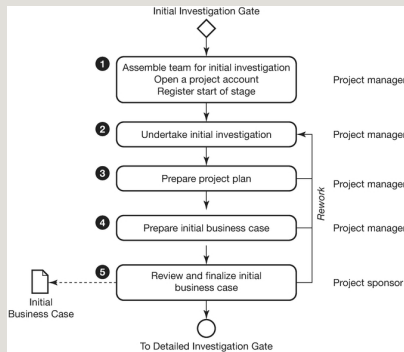 Initial Investigation Gate
1
Assemble team for initial investigation
Open a project account
Register start of stage
Project manager
2
Undertake initial investigation
Project manager
3
Prepare project plan
Project manager
Rework
4
Prepare initial business case
Project manager
5
Review and finalize initial
business case
Project sponsor
Initial
Business Case
To Detailed Investigation Gate